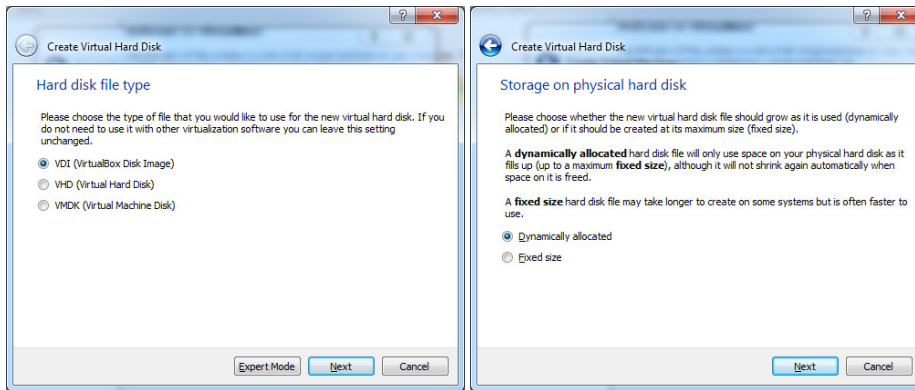 Create Virtual Hard Disk
Hard disk file type
Please choose the type of file that you would like to use for the new virtual hard disk. If you
do not need to use it with other virtualization software you can leave this setting
unchanged.
VDI (VirtualBox Disk Image)
VHD (Virtual Hard Disk)
VMDK (Virtual Machine Disk)
Expert Mode
Next
Cancel
Create Virtual Hard Disk
Storage on physical hard disk
Please choose whether the new virtual hard disk file should grow as it is used (dynamically
allocated) or if it should be created at its maximum size (fixed size).
A dynamically allocated hard disk file will only use space on your physical hard disk as it
fills up (up to a maximum fixed size), although it will not shrink again automatically when
space on it is freed.
A fixed size hard disk file may take longer to create on some systems but is often faster to
use.
Dynamically allocated
Fixed size
Next
Cancel